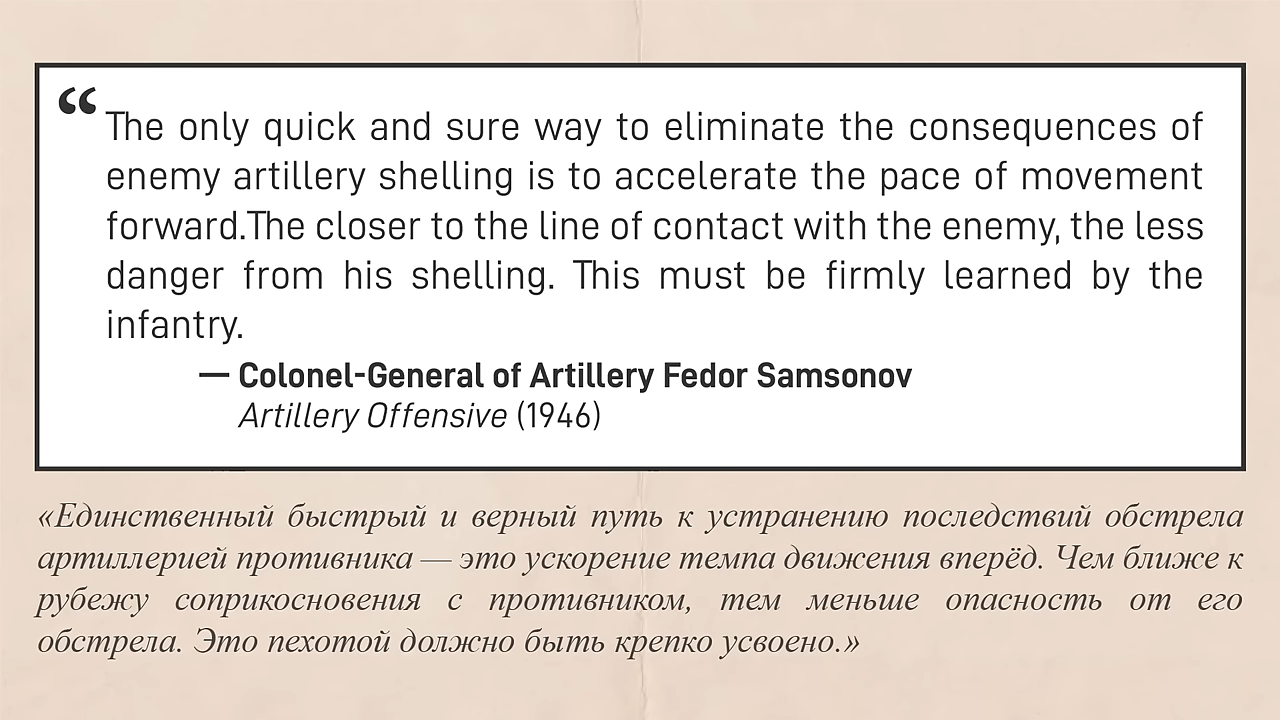 “The only quick and sure way to eliminate the consequences of
enemy artillery shelling is to accelerate the pace of movement
forward.The closer to the line of contact with the enemy, the less
danger from his shelling. This must be firmly learned by the
infantry.
— Colonel-General of Artillery Fedor Samsonov
Artillery Offensive (1946)
«Единственный быстрый и верный путь к устранению последствий обстрела
артиллерией противника — это ускорение темпа движения вперёд. Чем ближе к
рубежу соприкосновения с противником, тем меньше опасность от его
обстрела. Это пехотой должно быть крепко усвоено.»